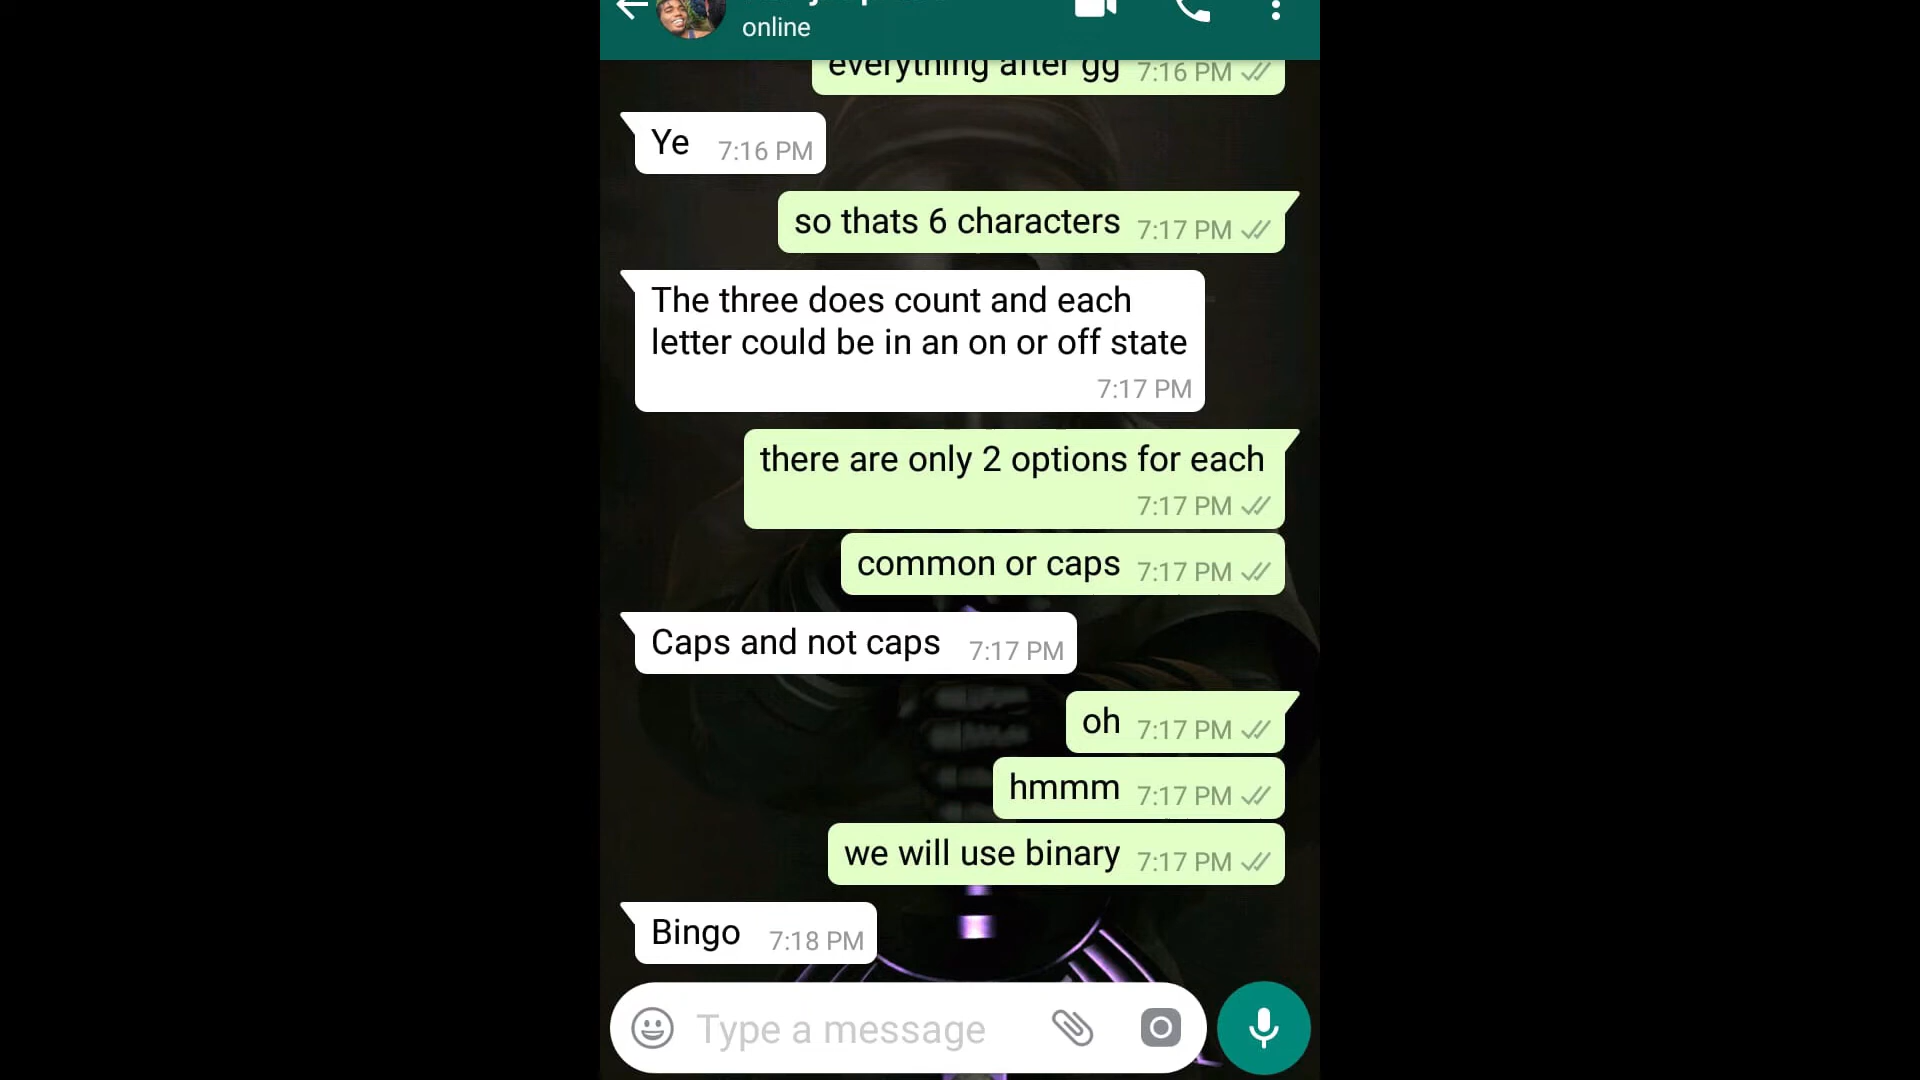 online
everything after gg 7:16 PM
Ye 7:16 PM
so thats 6 characters 7:17 PM
The three does count and each
letter could be in an on or off state
7:17 PM
there are only 2 options for each
7:17 PM
common or caps 7:17 PM
Caps and not caps 7:17 PM
oh 7:17 PM
hmmm 7:17 PM
we will use binary 7:17 PM
Bingo 7:18 PM
Type a message